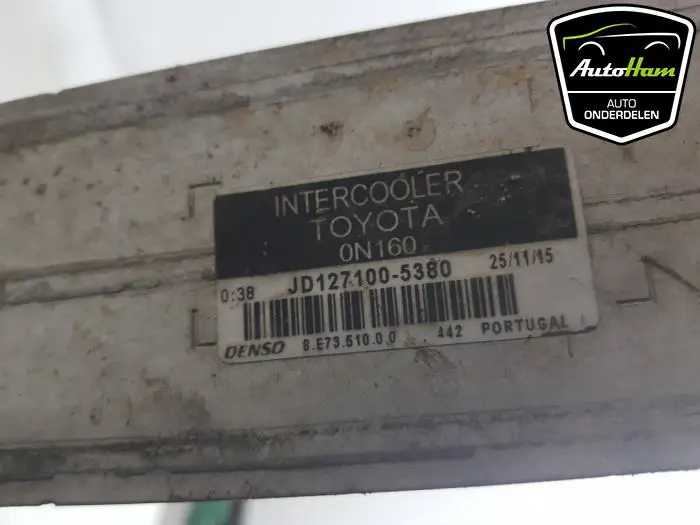 AutoHam
AUTO
ONDERDELEN
INTERCOOLER
TOYOTA
0N160
0:38 JD127100-5380 25/11/15
DENSO 8.E73.510.0.0 442 PORTUGAL